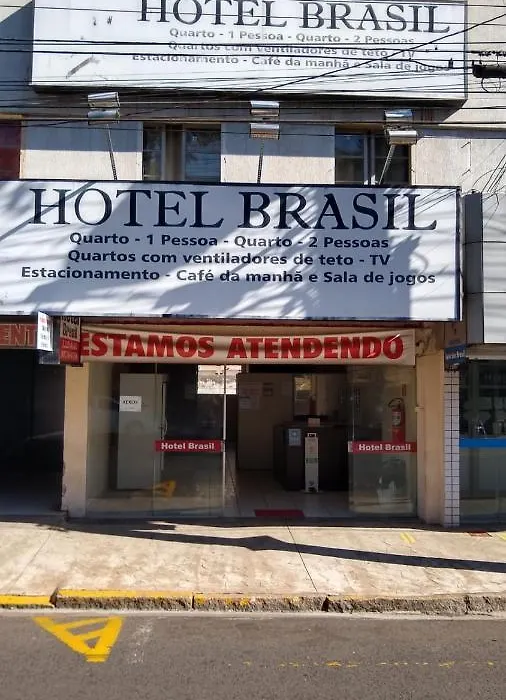 HOTEL BRASIL
Quarto - 1 Pessoa - Quarto - 2 Pessoas
Quartos com ventiladores de teto - TV
Estacionamento - Café da manhã e Sala de jogos
HOTEL BRASIL
Quarto - 1 Pessoa - Quarto - 2 Pessoas
Quartos com ventiladores de teto - TV
Estacionamento - Café da manhã e Sala de jogos
ESTAMOS ATENDENDO
Hotel Brasil
Hotel Brasil